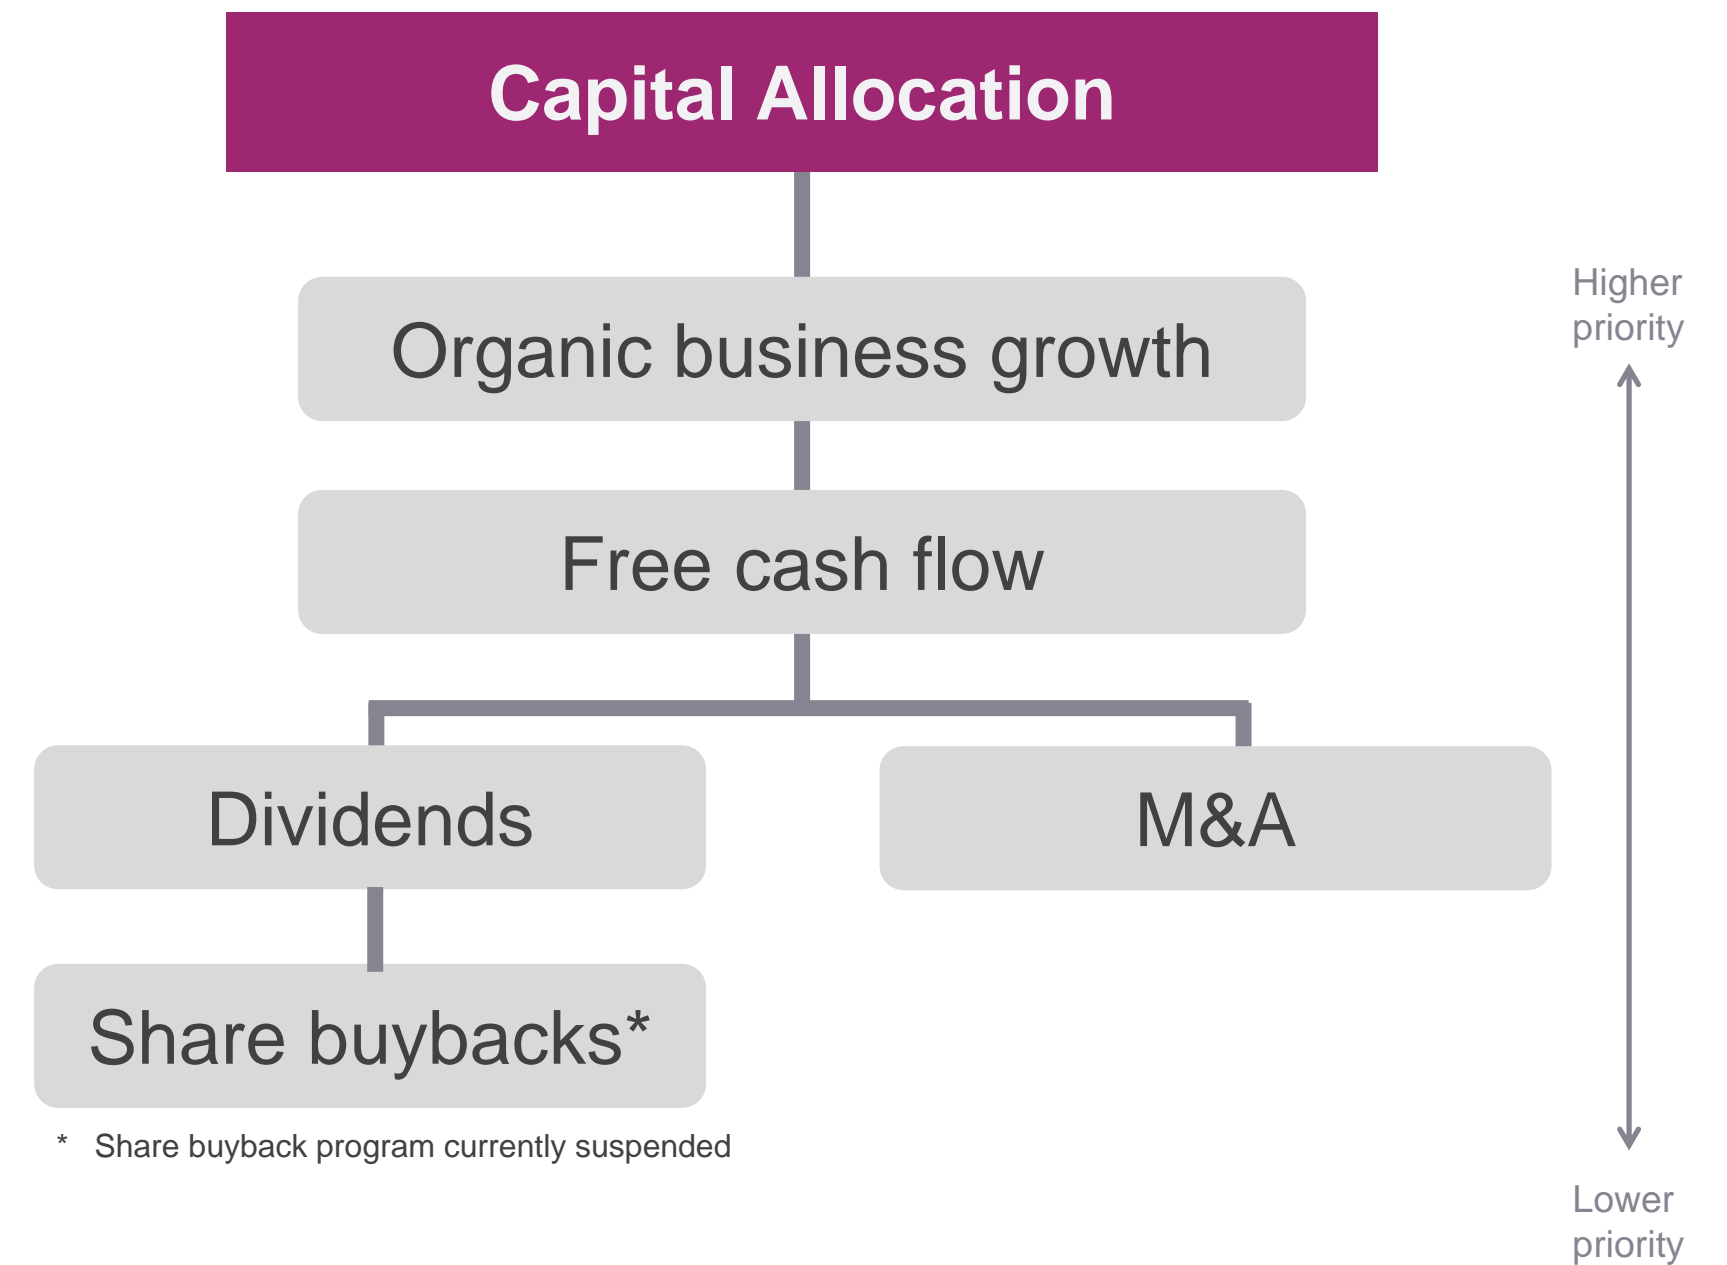 Capital Allocation
Organic business growth
Higher
priority
Free cash flow
Dividends
M&A
Share buybacks*
* Share buyback program currently suspended
Lower
priority